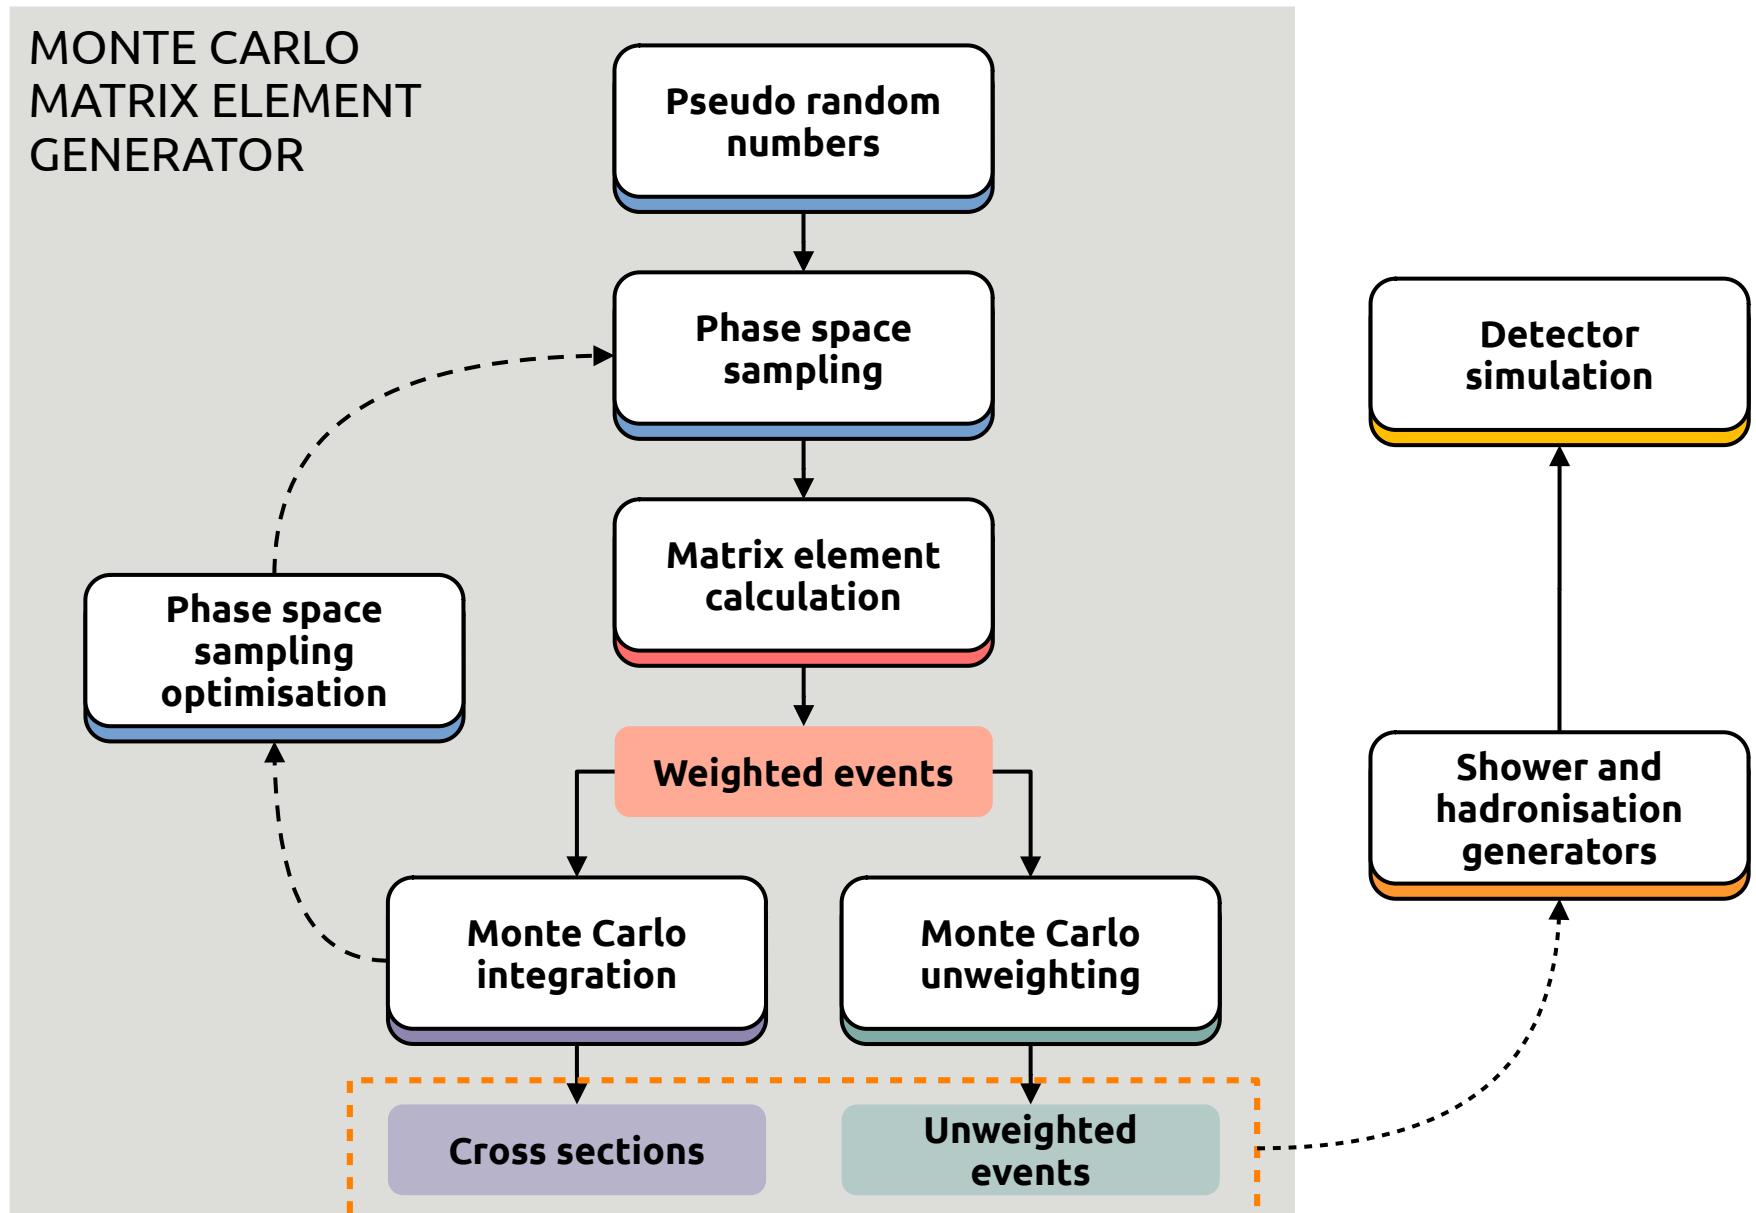 MONTE CARLO
MATRIX ELEMENT
GENERATOR
Pseudo random
numbers
Phase space
sampling
Detector
simulation
Matrix element
calculation
Phase space
sampling
optimisation
Weighted events
Shower and
hadronisation
generators
Monte Carlo
integration
Monte Carlo
unweighting
Cross sections
Unweighted
events